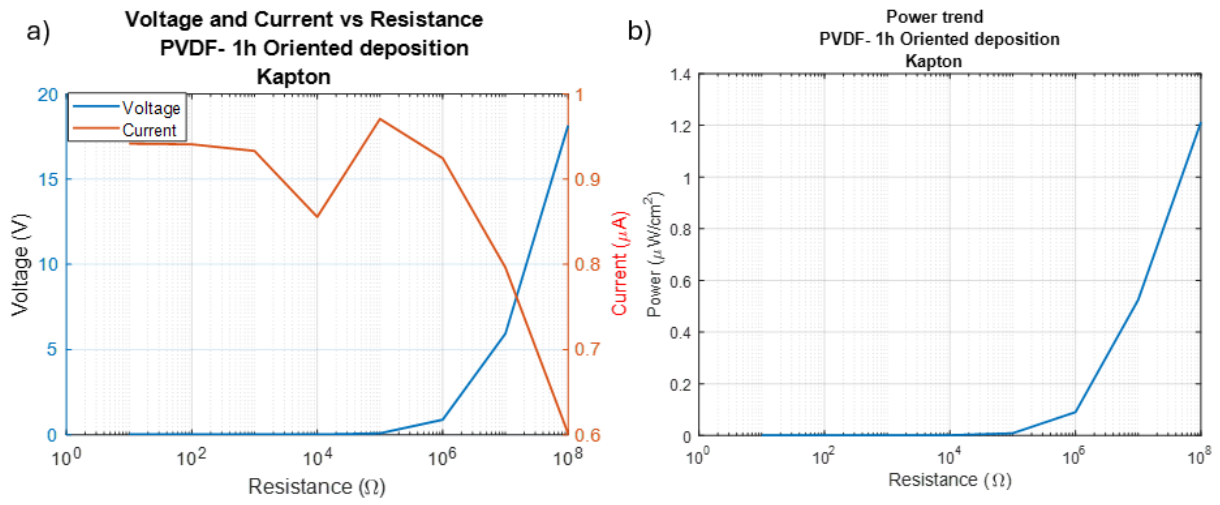 a)
Voltage and Current vs Resistance
PVDF- 1h Oriented deposition
Kapton
Voltage
Current
20
15
10
5
0
Voltage (V)
1
0.9
0.8
0.7
0.6
Current (μA)
10^0
10^2
10^4
10^6
10^8
Resistance (Ω)
b)
Power trend
PVDF- 1h Oriented deposition
Kapton
1.4
1.2
1
0.8
0.6
0.4
0.2
0
Power (μW/cm^2)
10^0
10^2
10^4
10^6
10^8
Resistance (Ω)